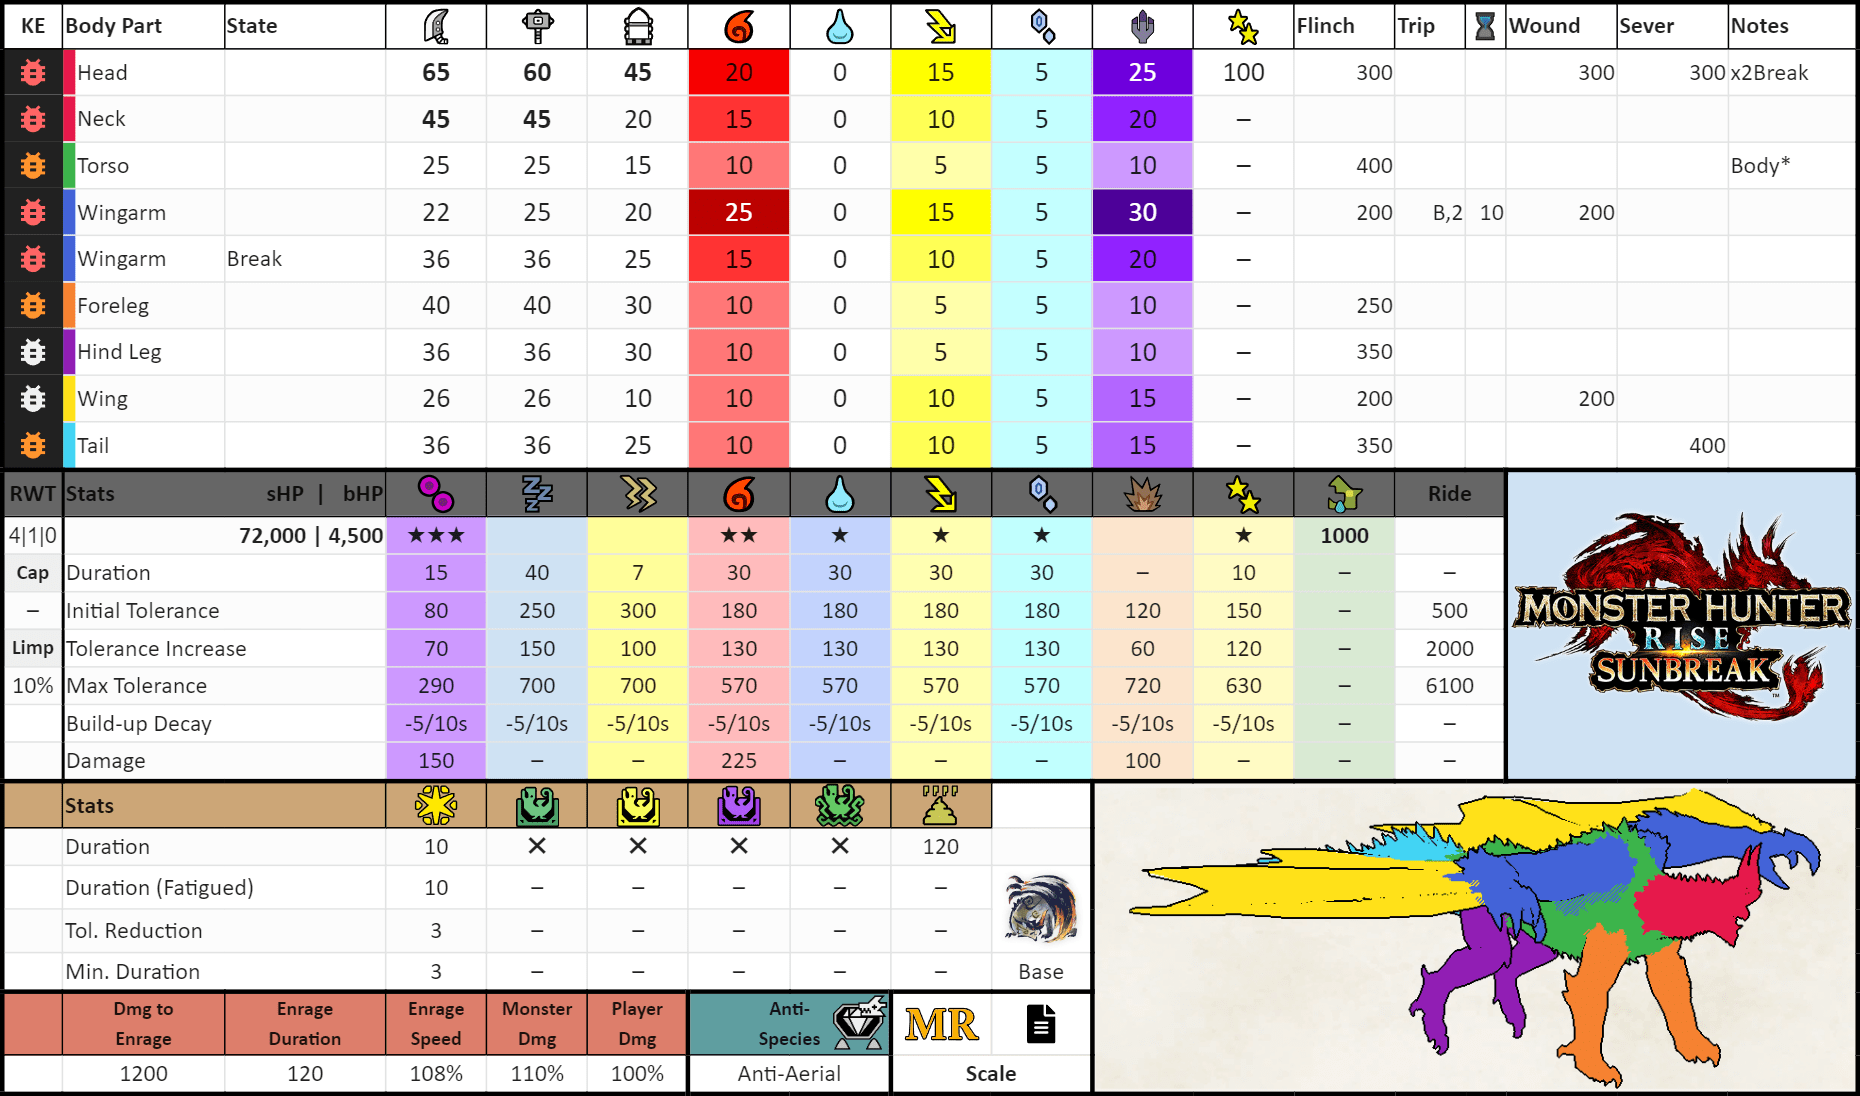 KE Body Part State Flinch Trip Wound Sever Notes
Head 65 60 45 20 0 15 5 25 100 300 300 300 x2Break
Neck 45 45 20 15 0 10 5 20 –
Torso 25 25 15 10 0 5 5 10 – 400 Body*
Wingarm 22 25 20 25 0 15 5 30 – 200 B,2 10 200
Wingarm Break 36 36 25 15 0 10 5 20 –
Foreleg 40 40 30 10 0 5 5 10 – 250
Hind Leg 36 36 30 10 0 5 5 10 – 350
Wing 26 26 10 10 0 10 5 15 – 200 200
Tail 36 36 25 10 0 10 5 15 – 350 400
RWT Stats sHP | bHP Ride
4|1|0 72,000 | 4,500 ★★★ ★★ ★ ★ ★ ★ 1000
Cap Duration 15 40 7 30 30 30 30 – 10 – –
– Initial Tolerance 80 250 300 180 180 180 180 120 150 – 500
Limp Tolerance Increase 70 150 100 130 130 130 130 60 120 – 2000
10% Max Tolerance 290 700 700 570 570 570 570 720 630 – 6100
Build-up Decay -5/10s -5/10s -5/10s -5/10s -5/10s -5/10s -5/10s -5/10s -5/10s – –
Damage 150 – – 225 – – – 100 – – –
MONSTER HUNTER
RISE
SUNBREAK™
Stats
Duration 10 ✕ ✕ ✕ ✕ 120
Duration (Fatigued) 10 – – – – –
Tol. Reduction 3 – – – – –
Min. Duration 3 – – – – – Base
Dmg to Enrage Enrage Duration Enrage Speed Monster Dmg Player Dmg Anti-Species MR
1200 120 108% 110% 100% Anti-Aerial Scale